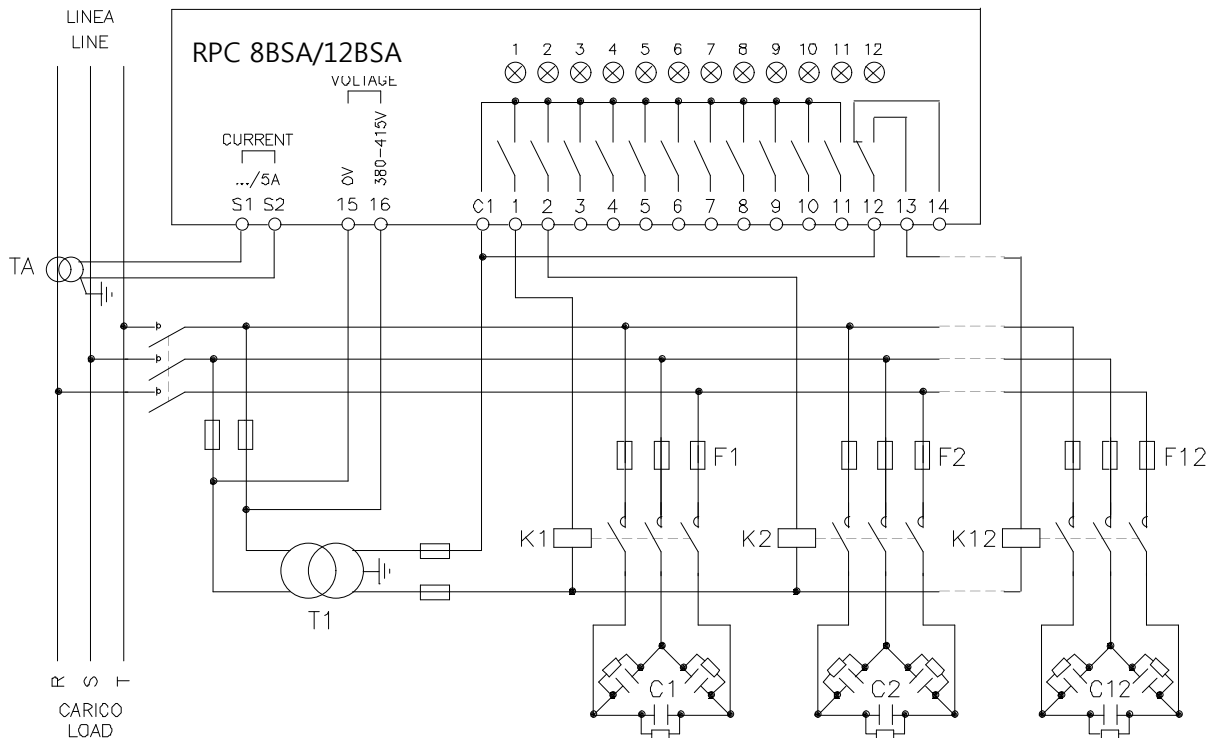 LINEA
LINE
RPC 8BSA/12BSA
1 2 3 4 5 6 7 8 9 10 11 12
VOLTAGE
CURRENT
.../5A
0V
380-415V
S1 S2 15 16 C1 1 2 3 4 5 6 7 8 9 10 11 12 13 14
TA
F1 F2 F12
K1 K2 K12
T1
C1 C2 C12
R S T
CARICO
LOAD